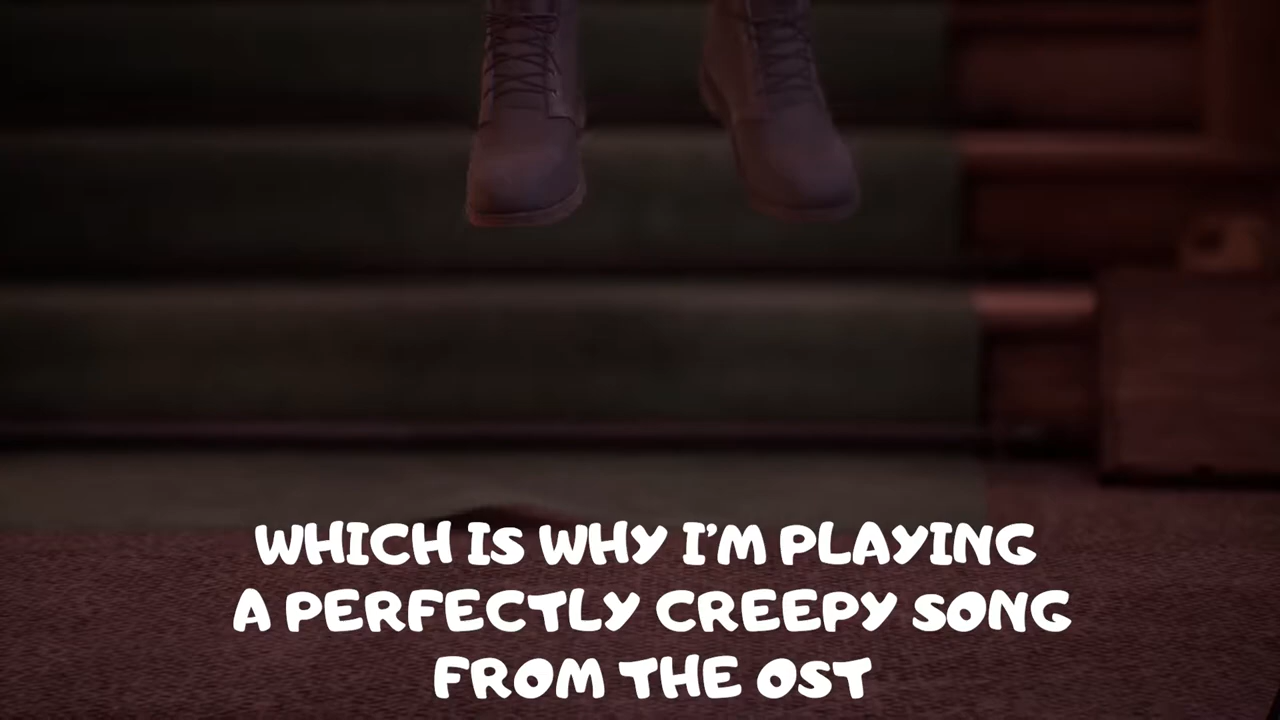 WHICH IS WHY I'M PLAYING
A PERFECTLY CREEPY SONG
FROM THE OST